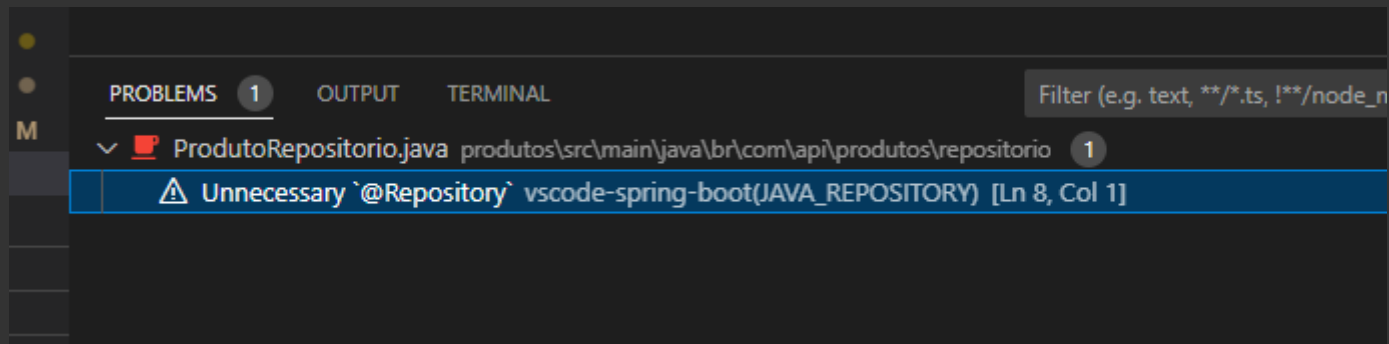 PROBLEMS 1 OUTPUT TERMINAL Filter (e.g. text, **/*.ts, !**/node_n
M
ProdutoRepositorio.java produtos\src\main\java\br\com\api\produtos\repositorio 1
Unnecessary `@Repository` vscode-spring-boot(JAVA_REPOSITORY) [Ln 8, Col 1]